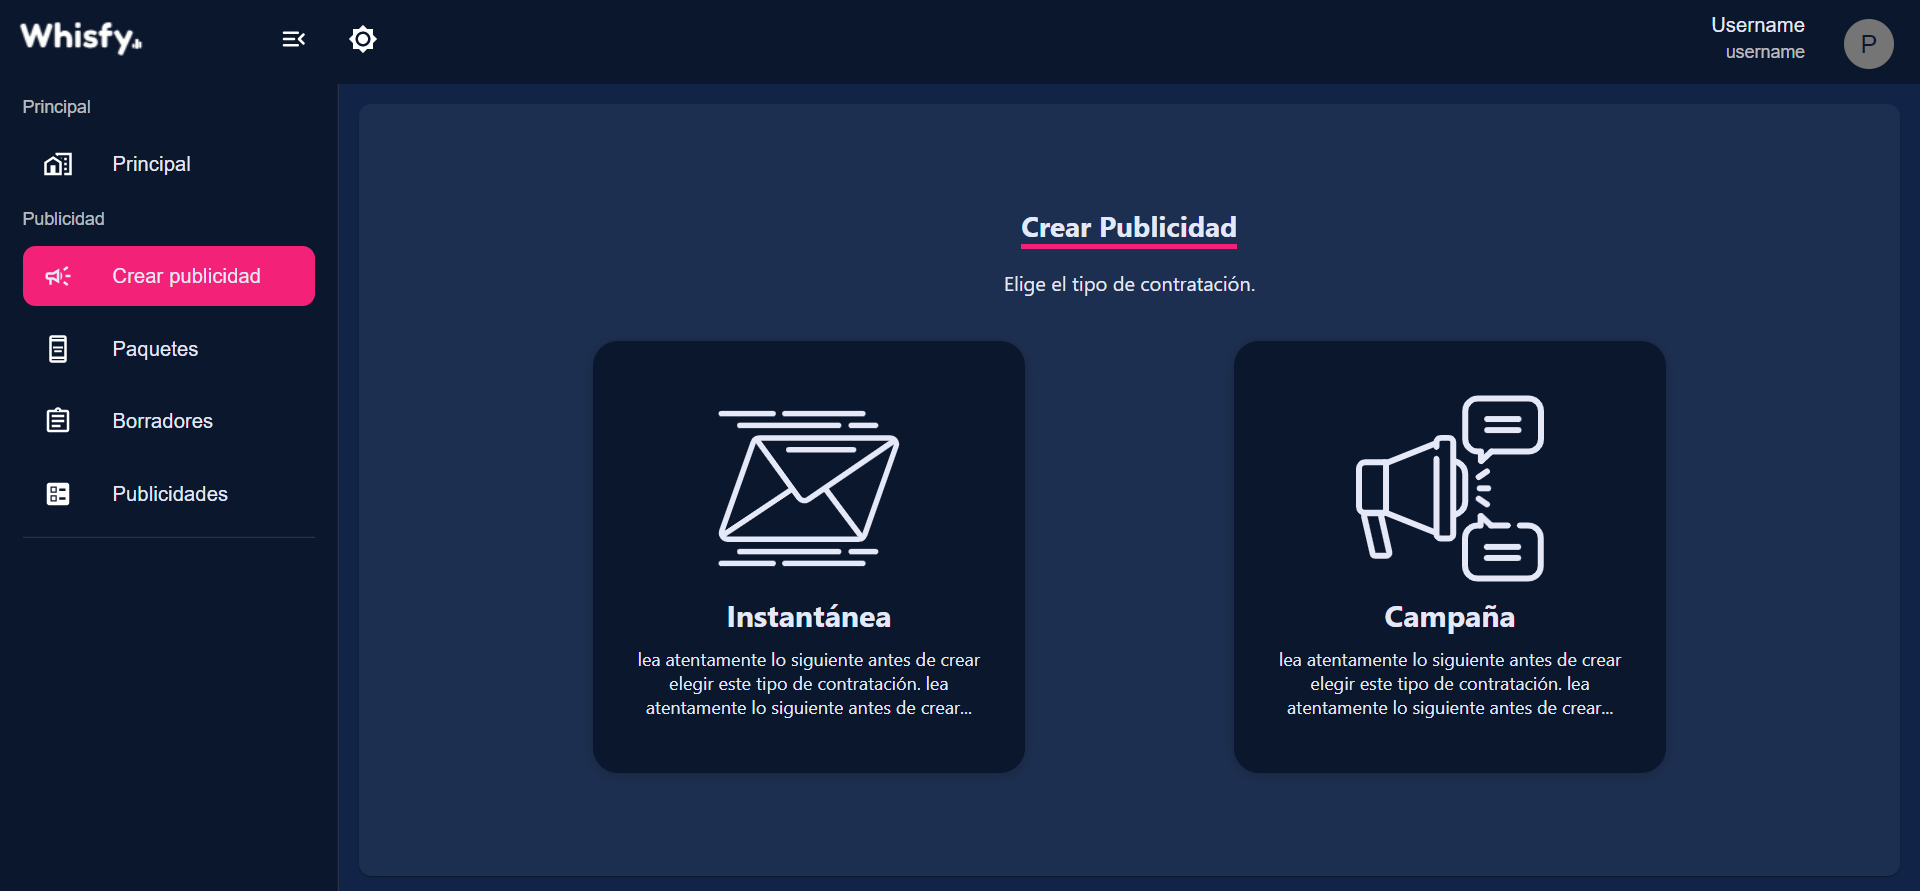 Whisfy
Username
username
P
Principal
Principal
Publicidad
Crear publicidad
Paquetes
Borradores
Publicidades
Crear Publicidad
Elige el tipo de contratación.
Instantánea
lea atentamente lo siguiente antes de crear
elegir este tipo de contratación. lea
atentamente lo siguiente antes de crear...
Campaña
lea atentamente lo siguiente antes de crear
elegir este tipo de contratación. lea
atentamente lo siguiente antes de crear...